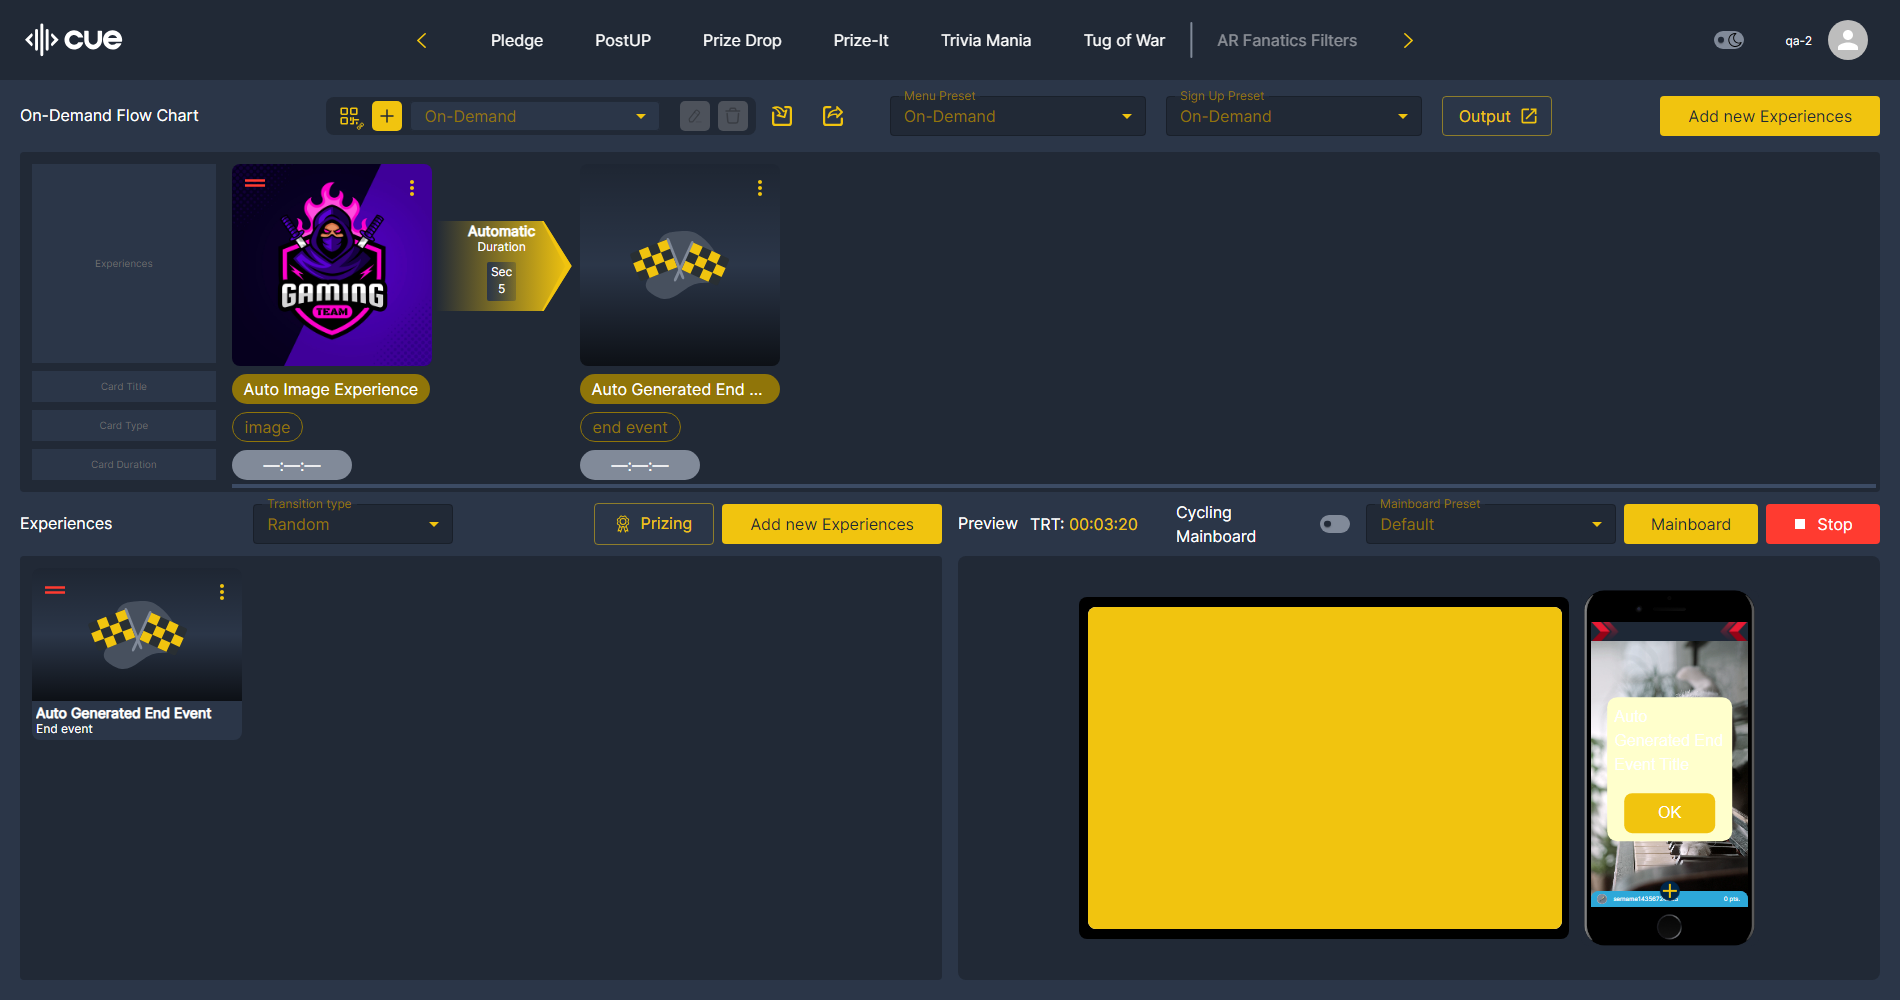 cue
Pledge
PostUP
Prize Drop
Prize-It
Trivia Mania
Tug of War
AR Fanatics Filters
qa-2
On-Demand Flow Chart
On-Demand
Menu Preset
On-Demand
Sign Up Preset
On-Demand
Output
Add new Experiences
Experiences
Card Title
Card Type
Card Duration
GAMING
TEAM
Automatic
Duration
Sec
5
Auto Image Experience
image
—:—:—
Auto Generated End ...
end event
—:—:—
Experiences
Transition type
Random
Prizing
Add new Experiences
Preview
TRT: 00:03:20
Cycling
Mainboard
Mainboard Preset
Default
Mainboard
Stop
Auto Generated End Event
End event
Auto
Generated End
Event Title
OK
0 pts.